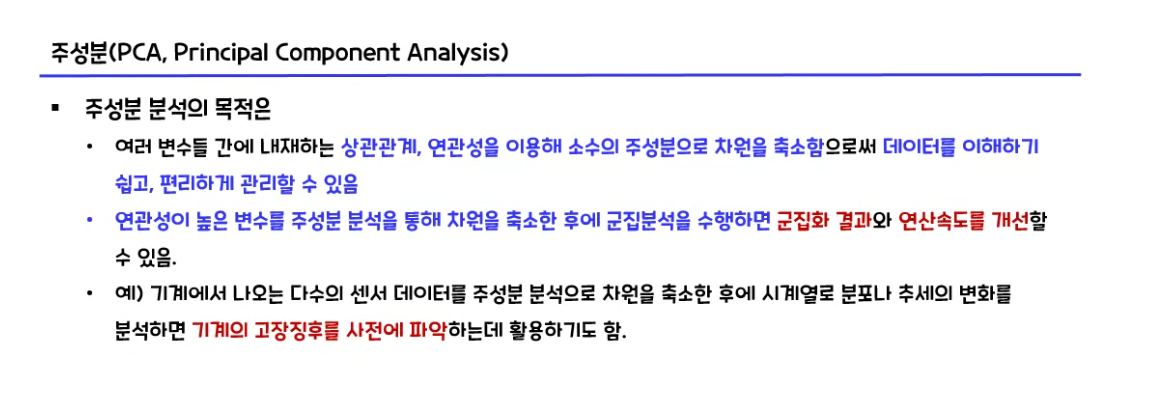 주성분(PCA, Principal Component Analysis)
▪ 주성분 분석의 목적은
• 여러 변수들 간에 내재하는 상관관계, 연관성을 이용해 소수의 주성분으로 차원을 축소함으로써 데이터를 이해하기
쉽고, 편리하게 관리할 수 있음
• 연관성이 높은 변수를 주성분 분석을 통해 차원을 축소한 후에 군집분석을 수행하면 군집화 결과와 연산속도를 개선할
수 있음.
• 예) 기계에서 나오는 다수의 센서 데이터를 주성분 분석으로 차원을 축소한 후에 시계열로 분포나 추세의 변화를
분석하면 기계의 고장징후를 사전에 파악하는데 활용하기도 함.